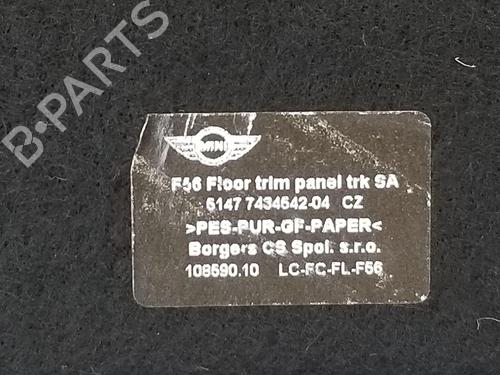 B-PARTS
MINI
F56 Floor trim panel trk SA
5147 7434542-04 CZ
>PES-PUR-GF-PAPER<
Borgers CS Spol. s.r.o.
108590.10 LC-FC-FL-F56